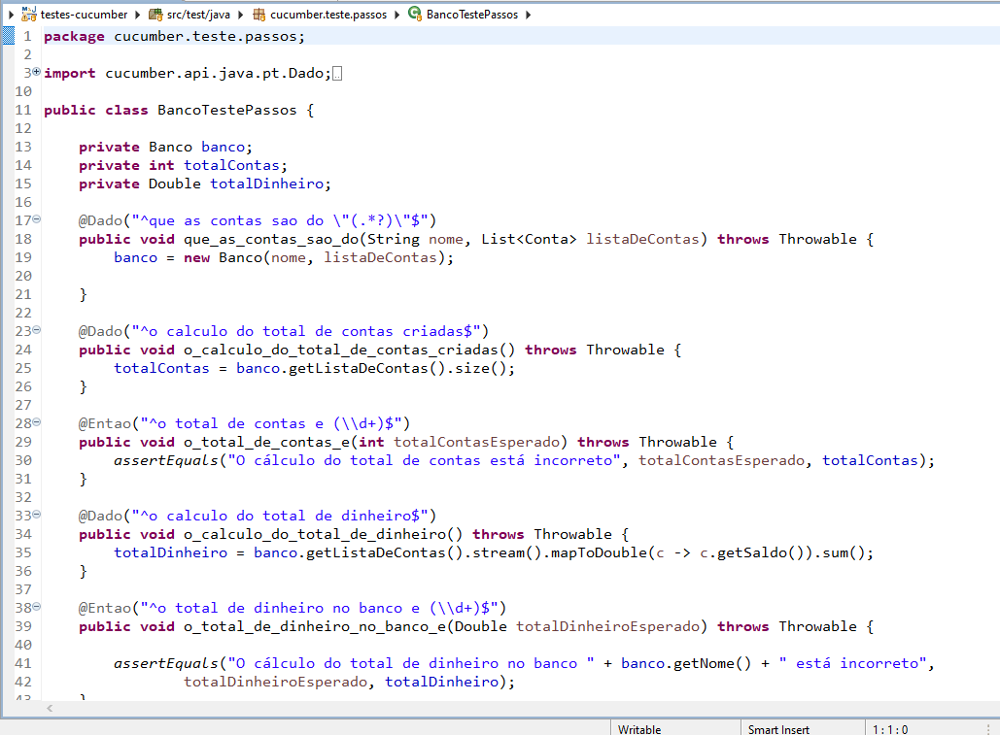 testes-cucumber src/test/java cucumber.teste.passos BancoTestePassos
1 package cucumber.teste.passos;
2
3 import cucumber.api.java.pt.Dado;
10
11 public class BancoTestePassos {
12
13 private Banco banco;
14 private int totalContas;
15 private Double totalDinheiro;
16
17 @Dado("^que as contas sao do \"(.*?)\"$")
18 public void que_as_contas_sao_do(String nome, List<Conta> listaDeContas) throws Throwable {
19 banco = new Banco(nome, listaDeContas);
20
21 }
22
23 @Dado("^o calculo do total de contas criadas$")
24 public void o_calculo_do_total_de_contas_criadas() throws Throwable {
25 totalContas = banco.getListaDeContas().size();
26 }
27
28 @Entao("^o total de contas e (\\d+)$")
29 public void o_total_de_contas_e(int totalContasEsperado) throws Throwable {
30 assertEquals("O cálculo do total de contas está incorreto", totalContasEsperado, totalContas);
31 }
32
33 @Dado("^o calculo do total de dinheiro$")
34 public void o_calculo_do_total_de_dinheiro() throws Throwable {
35 totalDinheiro = banco.getListaDeContas().stream().mapToDouble(c -> c.getSaldo()).sum();
36 }
37
38 @Entao("^o total de dinheiro no banco e (\\d+)$")
39 public void o_total_de_dinheiro_no_banco_e(Double totalDinheiroEsperado) throws Throwable {
40
41 assertEquals("O cálculo do total de dinheiro no banco " + banco.getNome() + " está incorreto",
42 totalDinheiroEsperado, totalDinheiro);
43 }
Writable Smart Insert 1 : 1 : 0